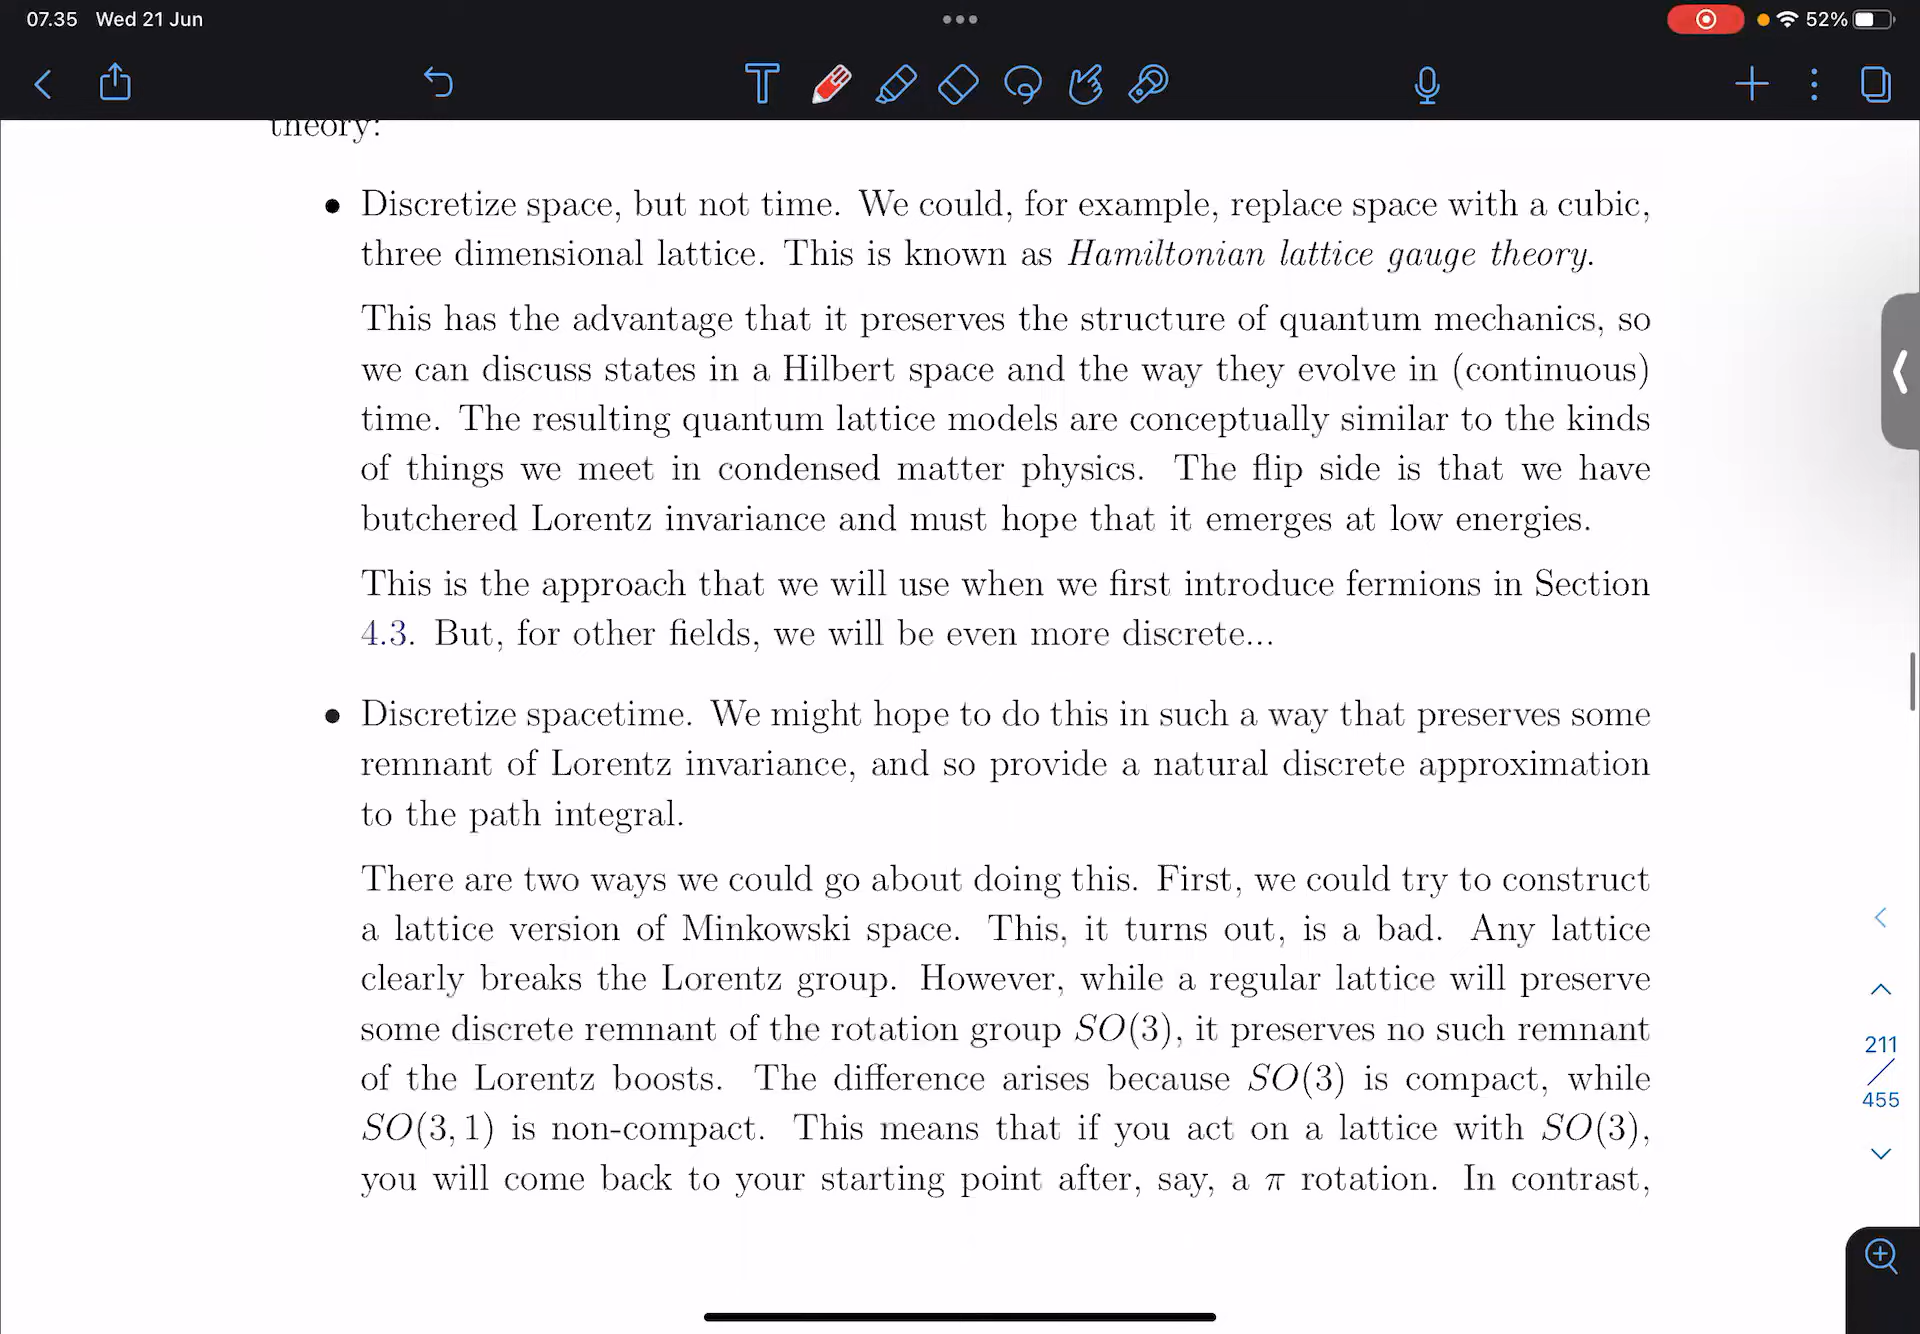 07.35 Wed 21 Jun
52%
theory:
• Discretize space, but not time. We could, for example, replace space with a cubic,
three dimensional lattice. This is known as Hamiltonian lattice gauge theory.
This has the advantage that it preserves the structure of quantum mechanics, so
we can discuss states in a Hilbert space and the way they evolve in (continuous)
time. The resulting quantum lattice models are conceptually similar to the kinds
of things we meet in condensed matter physics. The flip side is that we have
butchered Lorentz invariance and must hope that it emerges at low energies.
This is the approach that we will use when we first introduce fermions in Section
4.3. But, for other fields, we will be even more discrete...
• Discretize spacetime. We might hope to do this in such a way that preserves some
remnant of Lorentz invariance, and so provide a natural discrete approximation
to the path integral.
There are two ways we could go about doing this. First, we could try to construct
a lattice version of Minkowski space. This, it turns out, is a bad. Any lattice
clearly breaks the Lorentz group. However, while a regular lattice will preserve
some discrete remnant of the rotation group SO(3), it preserves no such remnant
of the Lorentz boosts. The difference arises because SO(3) is compact, while
SO(3, 1) is non-compact. This means that if you act on a lattice with SO(3),
you will come back to your starting point after, say, a π rotation. In contrast,
211
/
455